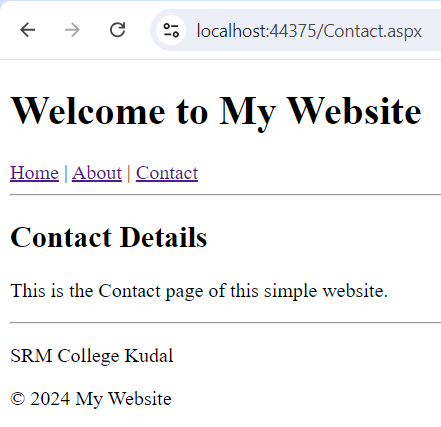 localhost:44375/Contact.aspx
Welcome to My Website
Home | About | Contact
Contact Details
This is the Contact page of this simple website.
SRM College Kudal
© 2024 My Website